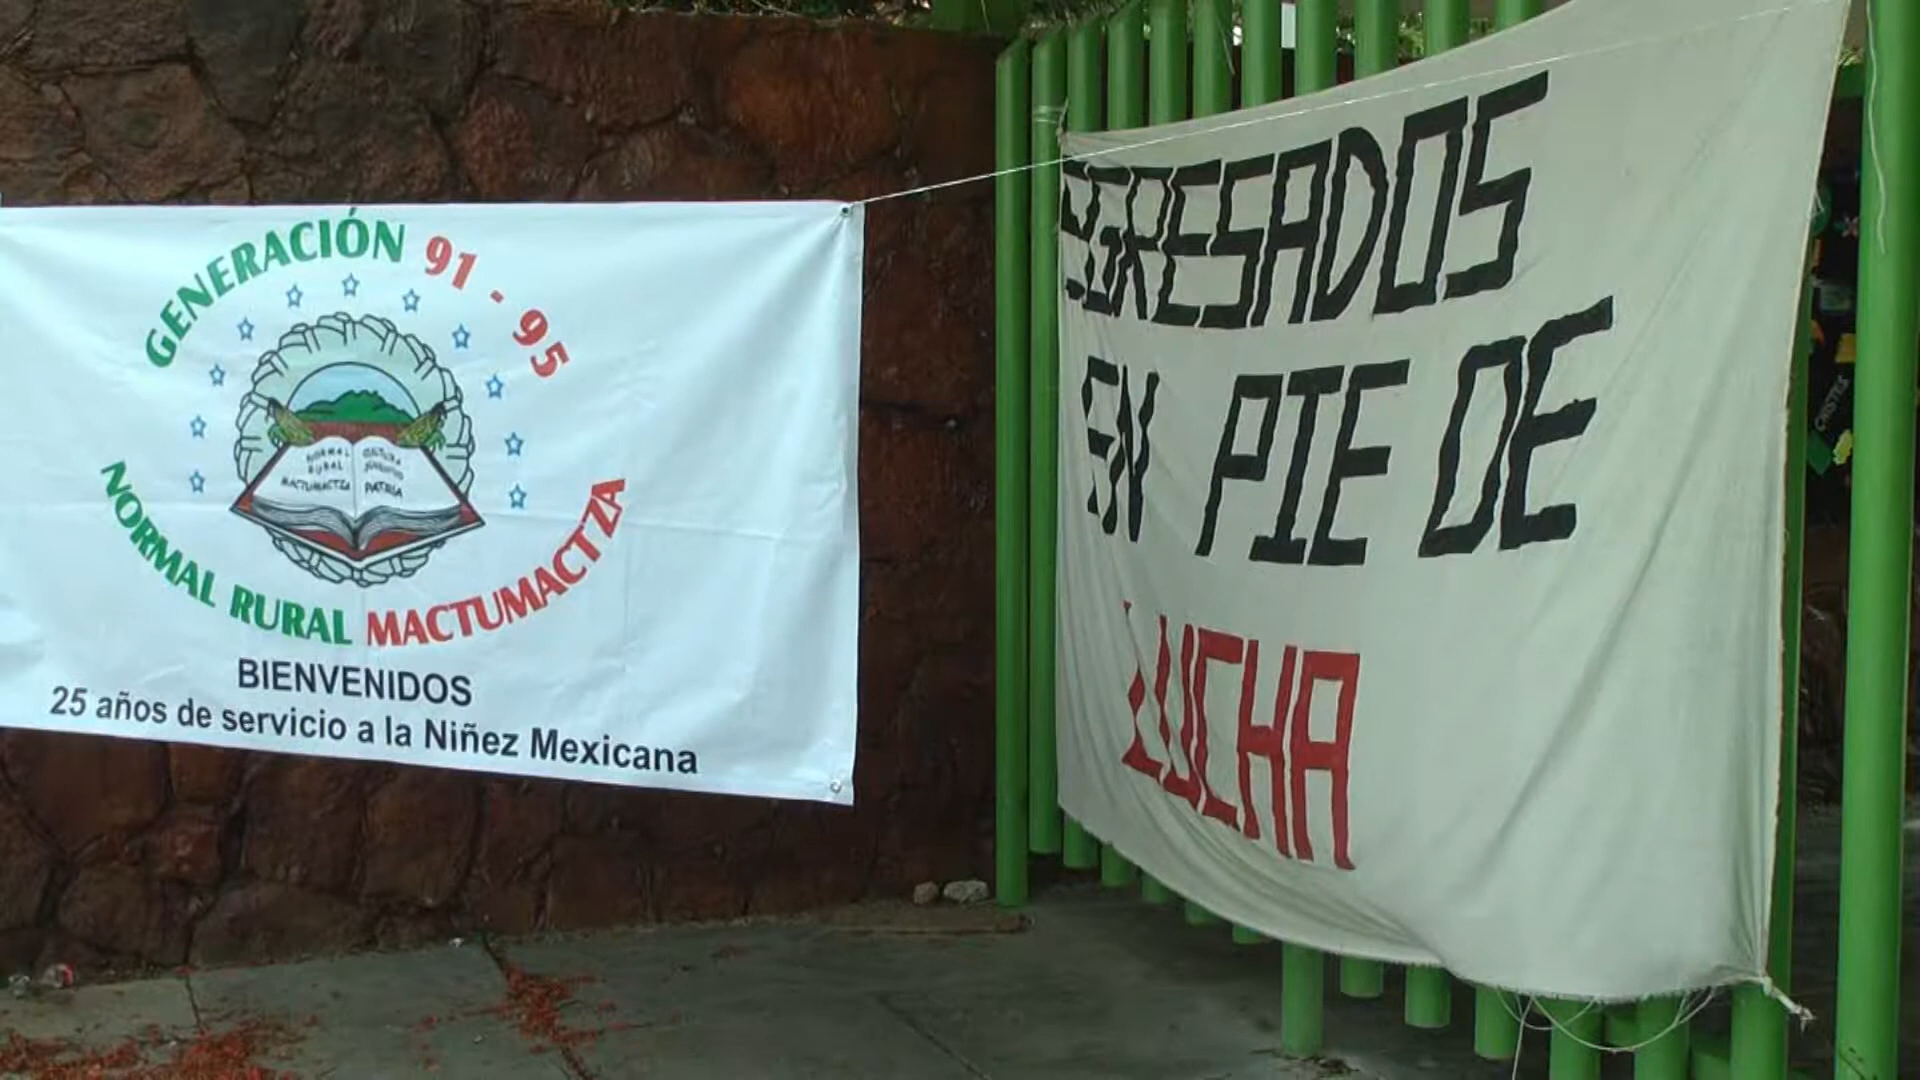 GENERACIÓN 91 - 95
NORMAL
RURAL
MACTUMACTZA
CULTURA
PATRIA
NORMAL RURAL MACTUMACTZA
BIENVENIDOS
25 años de servicio a la Niñez Mexicana
EGRESADOS
EN PIE DE
LUCHA